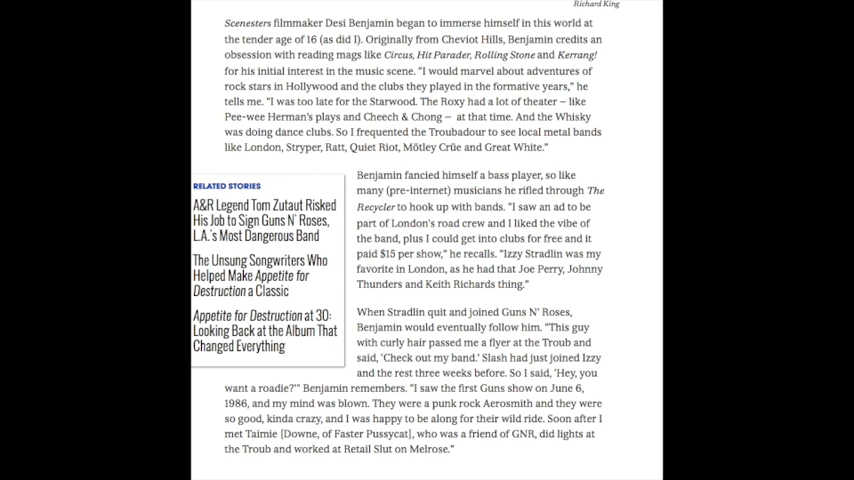 Richard King
Scenesters filmmaker Desi Benjamin began to immerse himself in this world at
the tender age of 16 (as did I). Originally from Cheviot Hills, Benjamin credits an
obsession with reading mags like Circus, Hit Parader, Rolling Stone and Kerrang!
for his initial interest in the music scene. “I would marvel about adventures of
rock stars in Hollywood and the clubs they played in the formative years,” he
tells me. “I was too late for the Starwood. The Roxy had a lot of theater — like
Pee-wee Herman’s plays and Cheech & Chong — at that time. And the Whisky
was doing dance clubs. So I frequented the Troubadour to see local metal bands
like London, Stryper, Ratt, Quiet Riot, Mötley Crüe and Great White.”
RELATED STORIES
A&R Legend Tom Zutaut Risked
His Job to Sign Guns N’ Roses,
L.A.’s Most Dangerous Band
The Unsung Songwriters Who
Helped Make Appetite for
Destruction a Classic
Appetite for Destruction at 30:
Looking Back at the Album That
Changed Everything
Benjamin fancied himself a bass player, so like
many (pre-internet) musicians he rifled through The
Recycler to hook up with bands. “I saw an ad to be
part of London’s road crew and I liked the vibe of
the band, plus I could get into clubs for free and it
paid $15 per show,” he recalls. “Izzy Stradlin was my
favorite in London, as he had that Joe Perry, Johnny
Thunders and Keith Richards thing.”
When Stradlin quit and joined Guns N’ Roses,
Benjamin would eventually follow him. “This guy
with curly hair passed me a flyer at the Troub and
said, ‘Check out my band.’ Slash had just joined Izzy
and the rest three weeks before. So I said, ‘Hey, you
want a roadie?’” Benjamin remembers. “I saw the first Guns show on June 6,
1986, and my mind was blown. They were a punk rock Aerosmith and they were
so good, kinda crazy, and I was happy to be along for their wild ride. Soon after I
met Taimie [Downe, of Faster Pussycat], who was a friend of GNR, did lights at
the Troub and worked at Retail Slut on Melrose.”